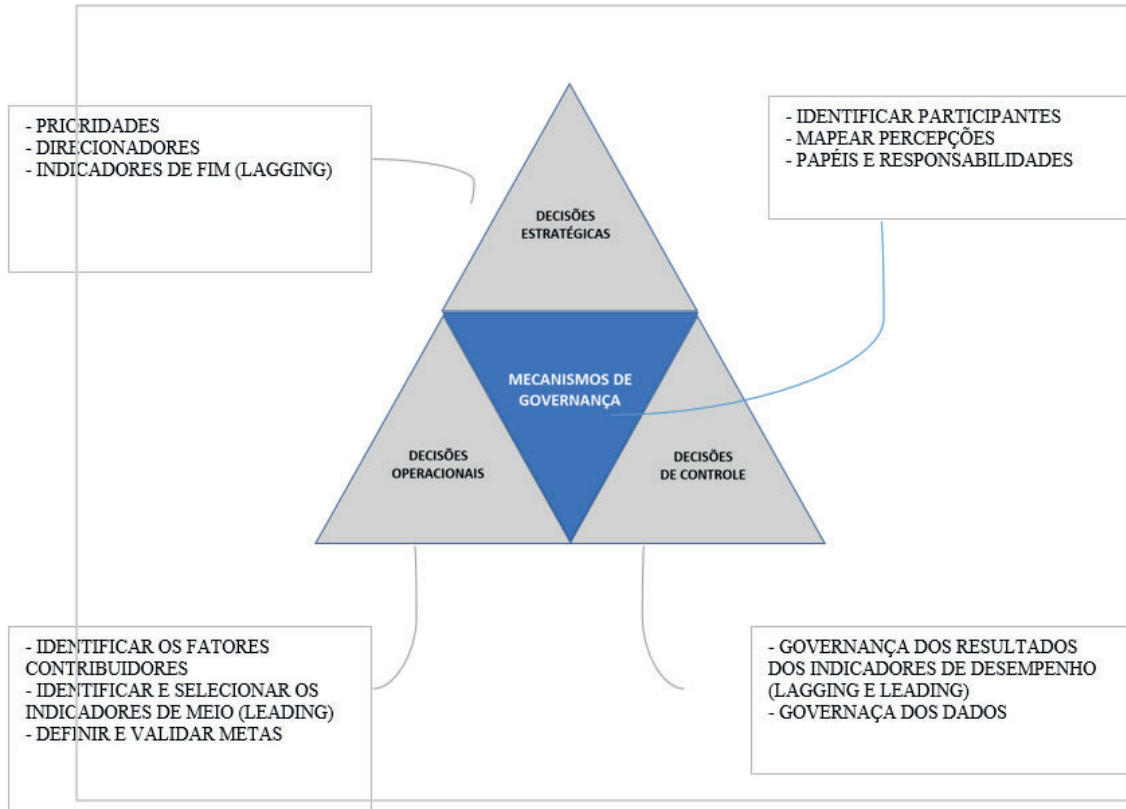 - PRIORIDADES
- DIRECIONADORES
- INDICADORES DE FIM (LAGGING)
- IDENTIFICAR PARTICIPANTES
- MAPEAR PERCEPÇÕES
- PAPÉIS E RESPONSABILIDADES
DECISÕES
ESTRATÉGICAS
MECANISMOS DE
GOVERNANÇA
DECISÕES
OPERACIONAIS
DECISÕES
DE CONTROLE
- IDENTIFICAR OS FATORES
CONTRIBUIDORES
- IDENTIFICAR E SELECIONAR OS
INDICADORES DE MEIO (LEADING)
- DEFINIR E VALIDAR METAS
- GOVERNANÇA DOS RESULTADOS
DOS INDICADORES DE DESEMPENHO
(LAGGING E LEADING)
- GOVERNAÇA DOS DADOS